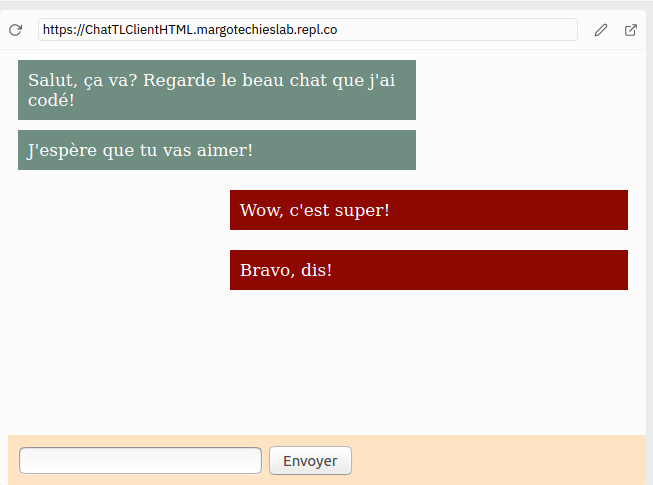 https://ChatTLClientHTML.margotechieslab.repl.co
Salut, ça va? Regarde le beau chat que j'ai
codé!
J'espère que tu vas aimer!
Wow, c'est super!
Bravo, dis!
Envoyer